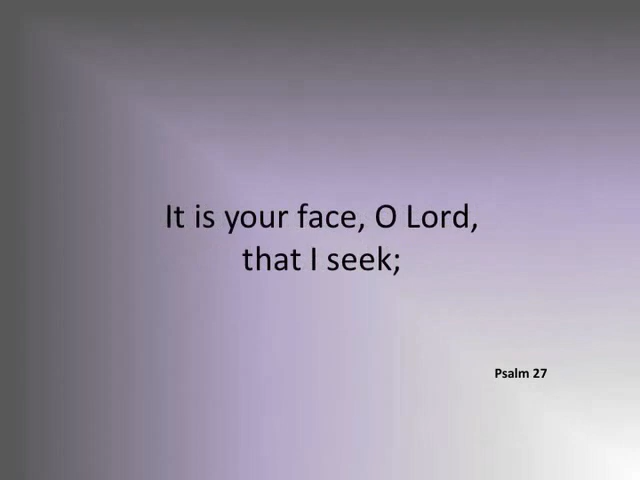 It is your face, O Lord,
that I seek;
Psalm 27